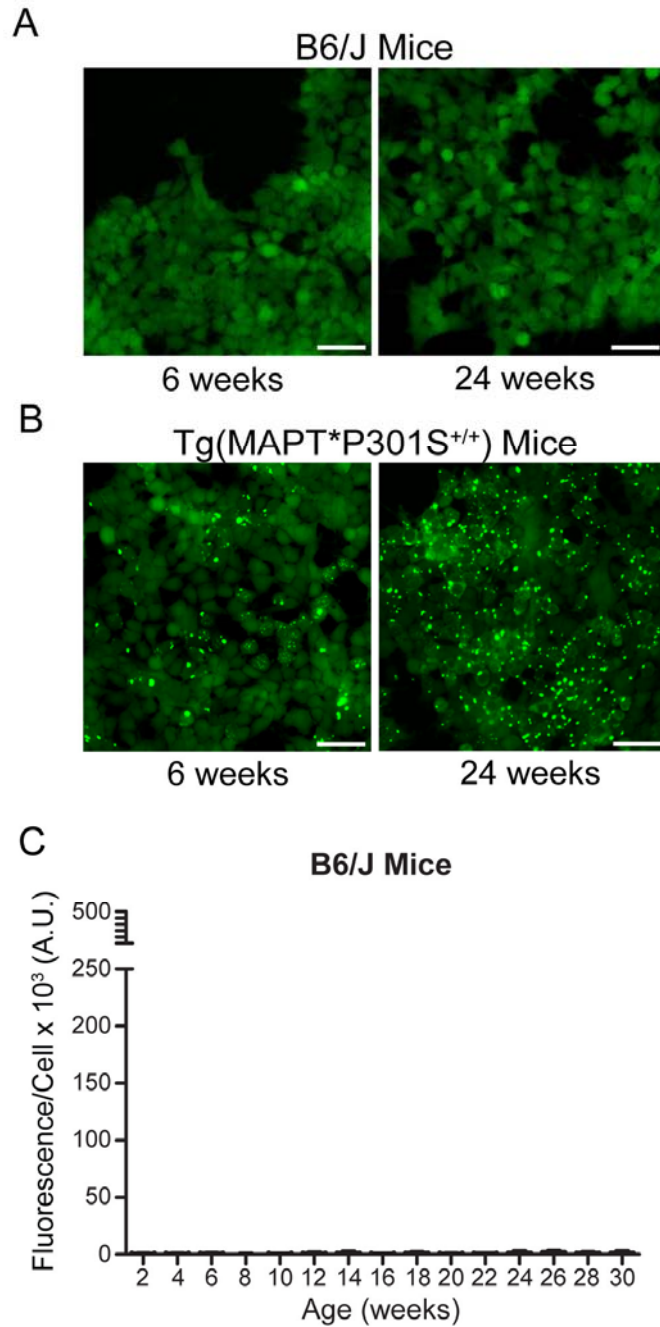 A
B6/J Mice
6 weeks 24 weeks
B
Tg(MAPT*P301S+/+) Mice
6 weeks 24 weeks
C
B6/J Mice
Fluorescence/Cell x 10³ (A.U.)
500
250
200
150
100
50
0
2 4 6 8 10 12 14 16 18 20 22 24 26 28 30
Age (weeks)